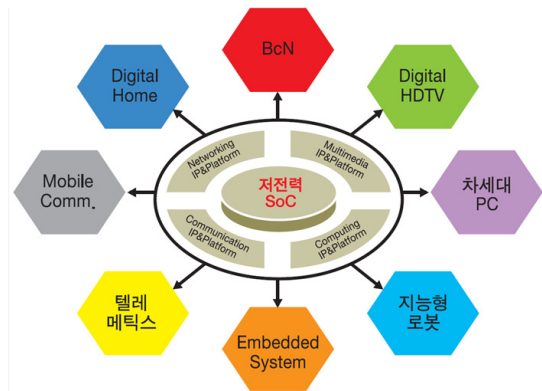 BcN
Digital
Home
Digital
HDTV
Networking
IP&Platform
Multimedia
IP&Platform
저전력
SoC
Mobile
Comm.
차세대
PC
Communication
IP&Platform
Computing
IP&Platform
텔레
메틱스
지능형
로봇
Embedded
System